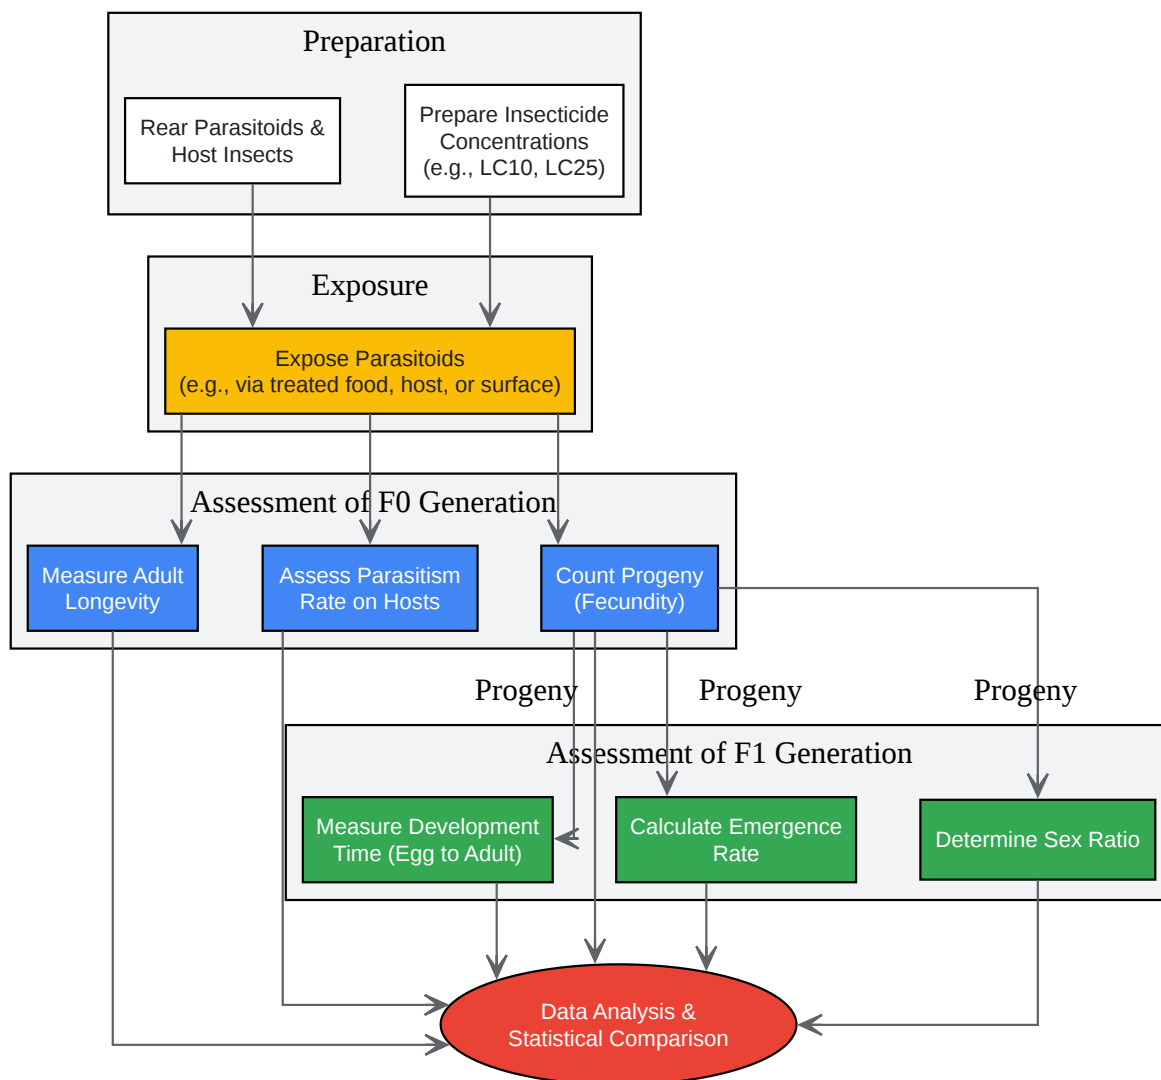 Preparation
Rear Parasitoids &
Host Insects
Prepare Insecticide
Concentrations
(e.g., LC10, LC25)
Exposure
Expose Parasitoids
(e.g., via treated food, host, or surface)
Assessment of F0 Generation
Measure Adult
Longevity
Assess Parasitism
Rate on Hosts
Count Progeny
(Fecundity)
Progeny
Progeny
Progeny
Assessment of F1 Generation
Measure Development
Time (Egg to Adult)
Calculate Emergence
Rate
Determine Sex Ratio
Data Analysis &
Statistical Comparison